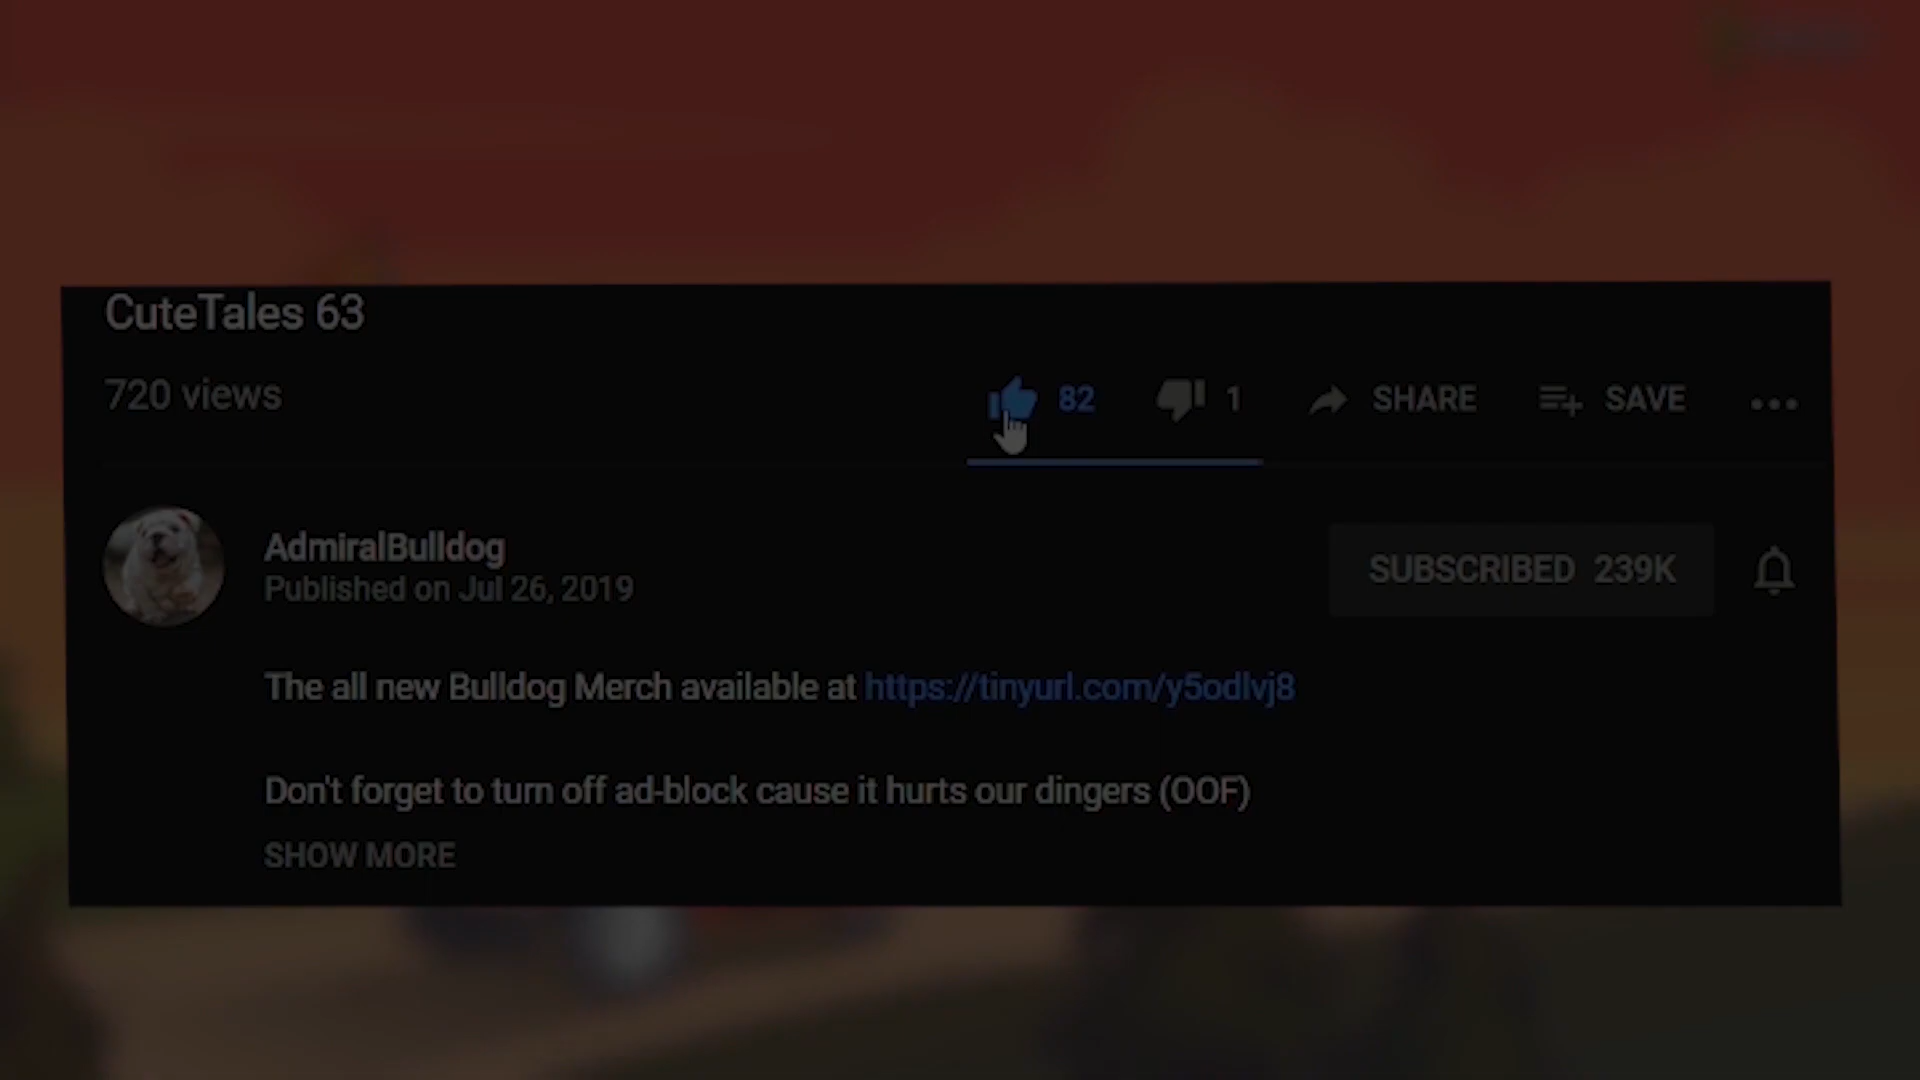 CuteTales 63
720 views
82 1 SHARE SAVE
AdmiralBulldog
Published on Jul 26, 2019
SUBSCRIBED 239K
The all new Bulldog Merch available at https://tinyurl.com/y5odlvj8
Don't forget to turn off ad-block cause it hurts our dingers (OOF)
SHOW MORE